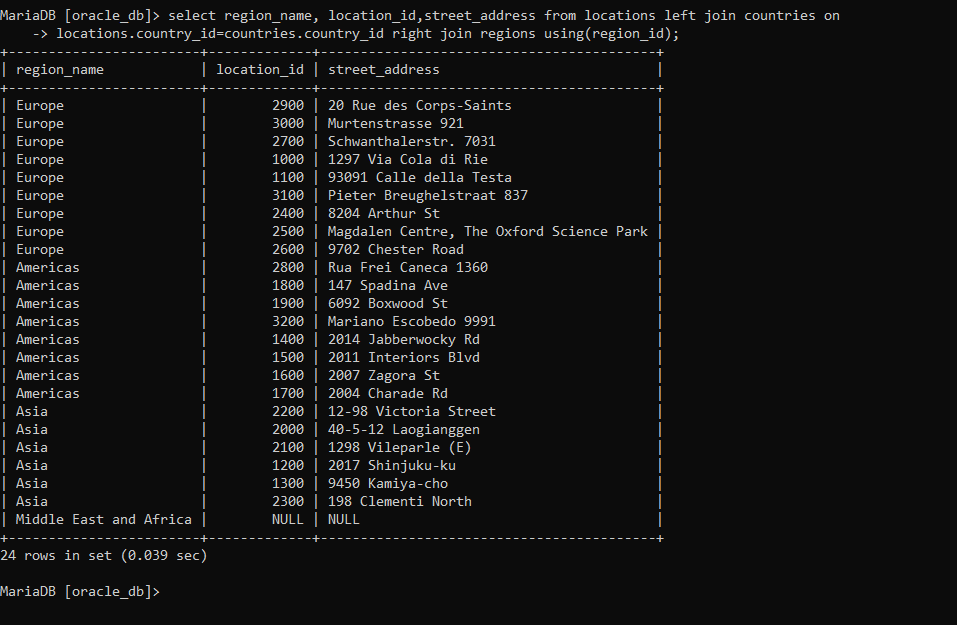 MariaDB [oracle_db]> select region_name, location_id,street_address from locations left join countries on
    -> locations.country_id=countries.country_id right join regions using(region_id);
+------------------------+-------------+------------------------------------------+
| region_name            | location_id | street_address                           |
+------------------------+-------------+------------------------------------------+
| Europe                 |        2900 | 20 Rue des Corps-Saints                  |
| Europe                 |        3000 | Murtenstrasse 921                        |
| Europe                 |        2700 | Schwanthalerstr. 7031                    |
| Europe                 |        1000 | 1297 Via Cola di Rie                     |
| Europe                 |        1100 | 93091 Calle della Testa                  |
| Europe                 |        3100 | Pieter Breughelstraat 837                |
| Europe                 |        2400 | 8204 Arthur St                           |
| Europe                 |        2500 | Magdalen Centre, The Oxford Science Park |
| Europe                 |        2600 | 9702 Chester Road                        |
| Americas               |        2800 | Rua Frei Caneca 1360                     |
| Americas               |        1800 | 147 Spadina Ave                          |
| Americas               |        1900 | 6092 Boxwood St                          |
| Americas               |        3200 | Mariano Escobedo 9991                    |
| Americas               |        1400 | 2014 Jabberwocky Rd                      |
| Americas               |        1500 | 2011 Interiors Blvd                      |
| Americas               |        1600 | 2007 Zagora St                           |
| Americas               |        1700 | 2004 Charade Rd                          |
| Asia                   |        2200 | 12-98 Victoria Street                    |
| Asia                   |        2000 | 40-5-12 Laogianggen                      |
| Asia                   |        2100 | 1298 Vileparle (E)                       |
| Asia                   |        1200 | 2017 Shinjuku-ku                         |
| Asia                   |        1300 | 9450 Kamiya-cho                          |
| Asia                   |        2300 | 198 Clementi North                       |
| Middle East and Africa |        NULL | NULL                                     |
+------------------------+-------------+------------------------------------------+
24 rows in set (0.039 sec)

MariaDB [oracle_db]>